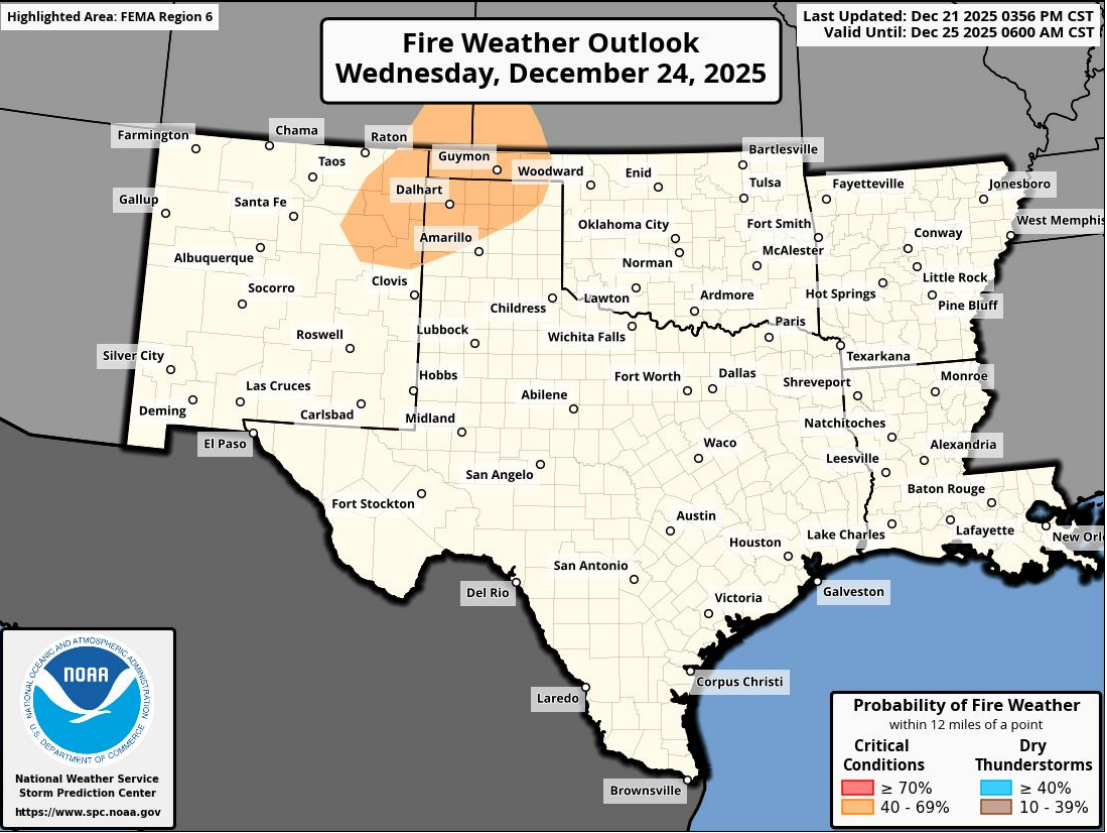 Highlighted Area: FEMA Region 6
Fire Weather Outlook
Wednesday, December 24, 2025
Last Updated: Dec 21 2025 0356 PM CST
Valid Until: Dec 25 2025 0600 AM CST
Farmington
Chama
Raton
Taos
Guymon
Woodward
Enid
Bartlesville
Tulsa
Fayetteville
Jonesboro
Gallup
Santa Fe
Dalhart
Oklahoma City
Fort Smith
West Memphis
Albuquerque
Amarillo
Norman
McAlester
Conway
Little Rock
Socorro
Clovis
Childress
Lawton
Ardmore
Hot Springs
Pine Bluff
Roswell
Lubbock
Wichita Falls
Paris
Texarkana
Silver City
Las Cruces
Hobbs
Abilene
Fort Worth
Dallas
Shreveport
Monroe
Deming
Carlsbad
Midland
Natchitoches
El Paso
San Angelo
Waco
Leesville
Alexandria
Fort Stockton
Austin
Baton Rouge
Houston
Lake Charles
Lafayette
New Orl
San Antonio
Del Rio
Victoria
Galveston
Laredo
Corpus Christi
Brownsville
NATIONAL OCEANIC AND ATMOSPHERIC ADMINISTRATION
NOAA
U.S. DEPARTMENT OF COMMERCE
National Weather Service
Storm Prediction Center
https://www.spc.noaa.gov
Probability of Fire Weather
within 12 miles of a point
Critical Conditions
≥ 70%
40 - 69%
Dry Thunderstorms
≥ 40%
10 - 39%